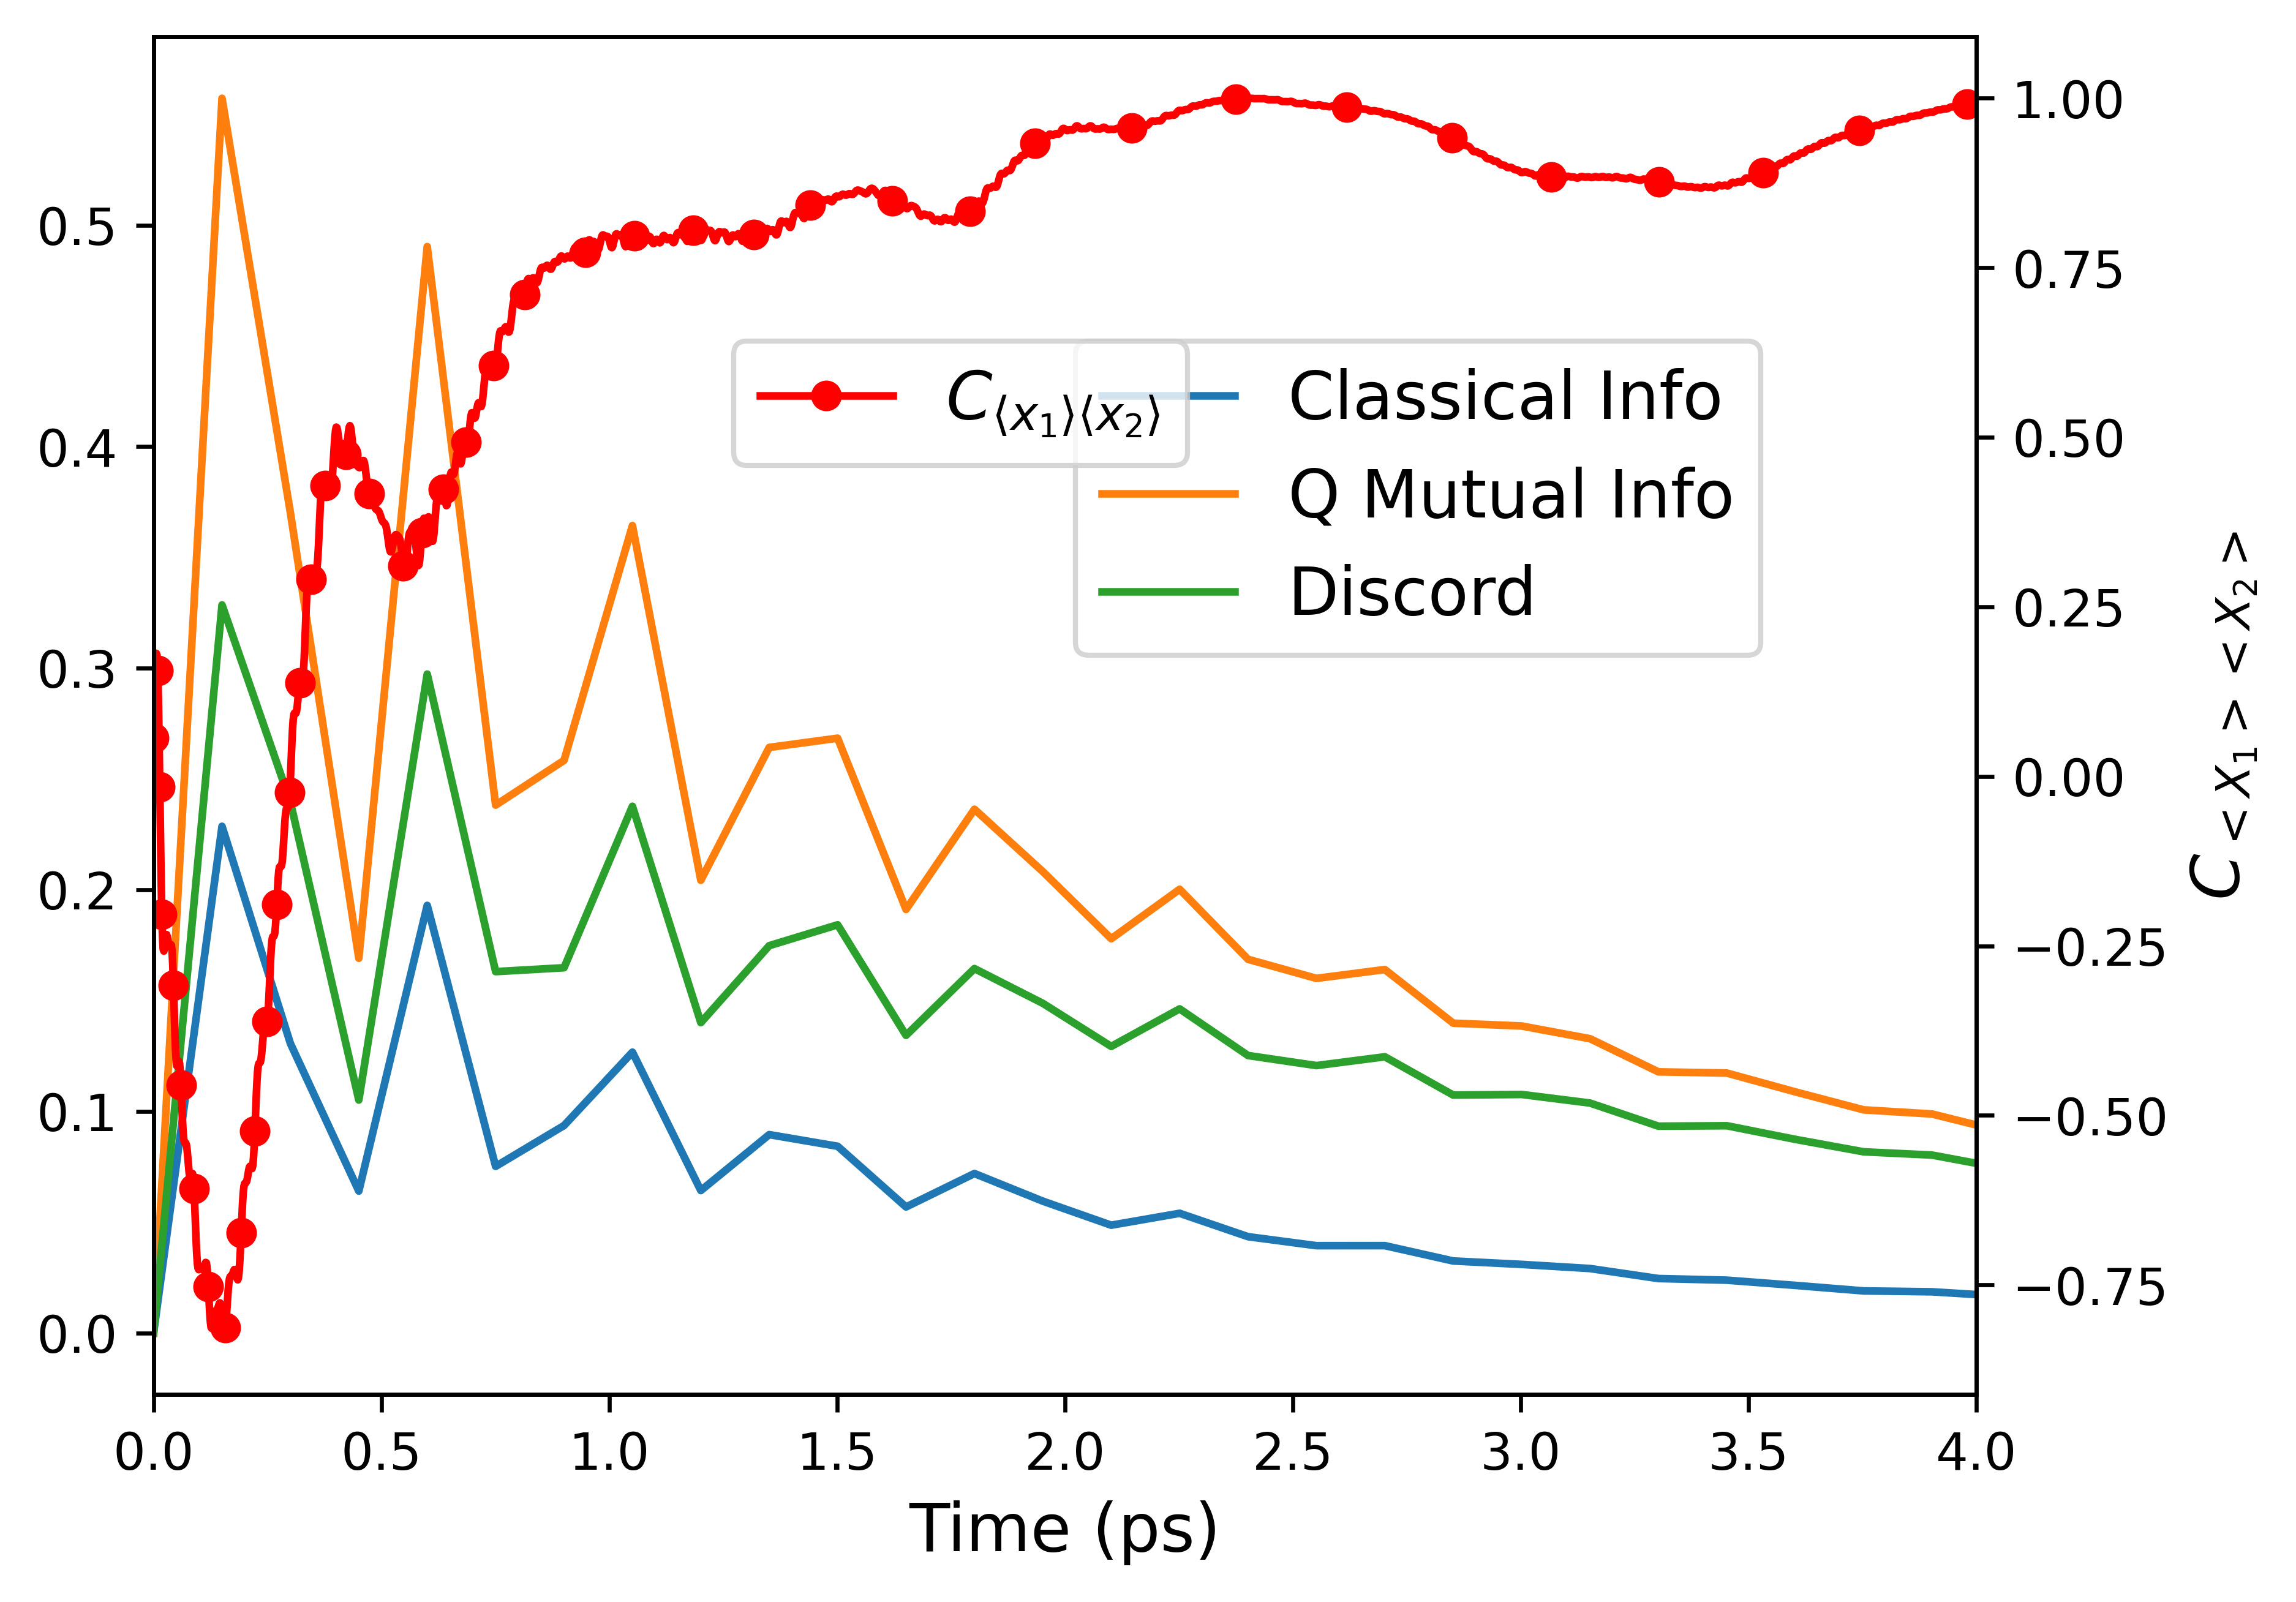 0.5
0.4
0.3
0.2
0.1
0.0
C⟨x₁⟩⟨x₂⟩
Classical Info
Q Mutual Info
Discord
1.00
0.75
0.50
0.25
0.00
−0.25
−0.50
−0.75
C <X₁> <X₂>
0.0 0.5 1.0 1.5 2.0 2.5 3.0 3.5 4.0
Time (ps)